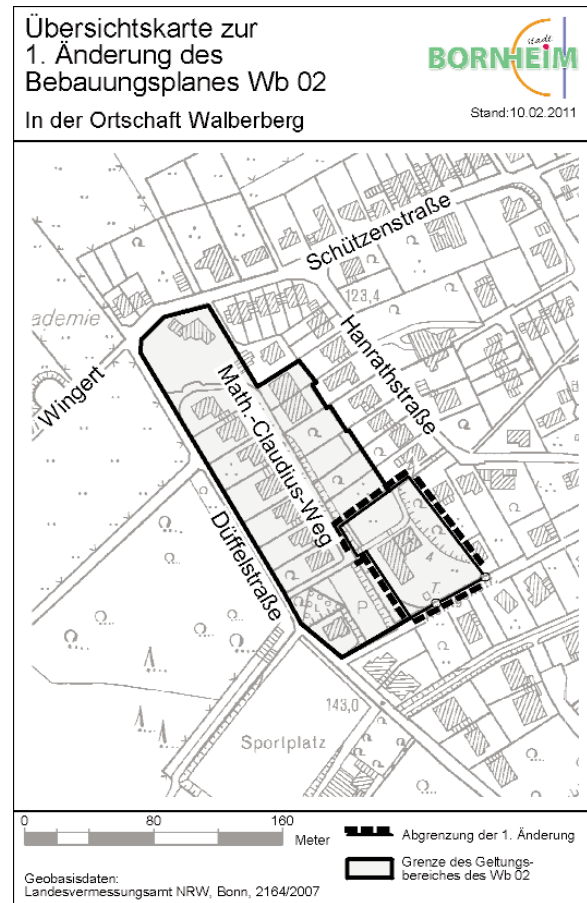 Übersichtskarte zur
1. Änderung des
Bebauungsplanes Wb 02
In der Ortschaft Walberberg
Stadt
BORNHEIM
Stand:10.02.2011
Schützenstraße
123,4
ademie
Hanrathstraße
Wingert
Math.-Claudius-Weg
Düffelstraße
P
143,0
Sportplatz
0 80 160
Meter
Abgrenzung der 1. Änderung
Grenze des Geltungs-
bereiches des Wb 02
Geobasisdaten:
Landesvermessungsamt NRW, Bonn, 2164/2007